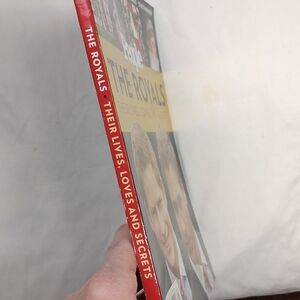 THE ROYALS • THEIR LIVES, LOVES AND SECRETS
THE ROYALS